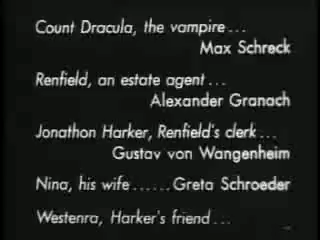 Count Dracula, the vampire...
Max Schreck
Renfield, an estate agent...
Alexander Granach
Jonathon Harker, Renfield's clerk...
Gustav von Wangenheim
Nina, his wife......Greta Schroeder
Westenra, Harker's friend...